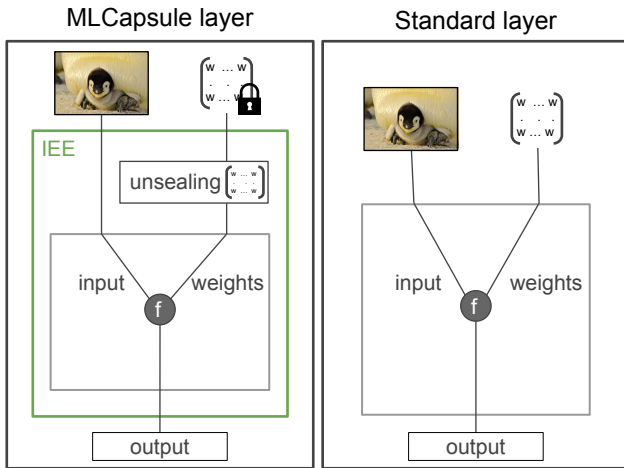 MLCapsule layer
w ... w
. . .
w ... w
IEE
unsealing
w ... w
. . .
w ... w
input
weights
f
output
Standard layer
w ... w
. . .
w ... w
input
weights
f
output